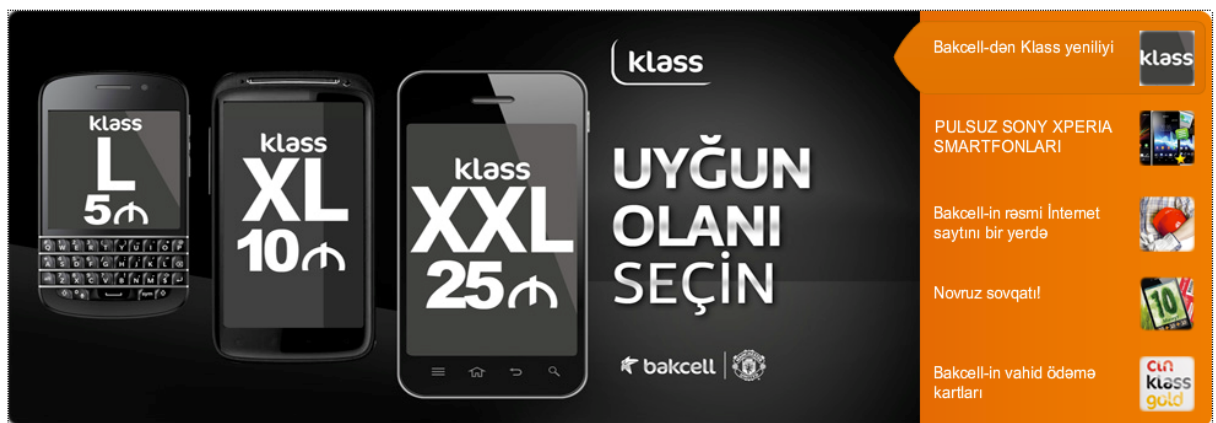 klass
L
5₼
klass
XL
10₼
klass
XXL
25₼
klass
UYĞUN
OLANI
SEÇİN
bakcell
Bakcell-dən Klass yeniliyi
klass
PULSUZ SONY XPERIA
SMARTFONLARI
Bakcell-in rəsmi İnternet
saytını bir yerdə
Novruz sovqatı!
10
Bakcell-in vahid ödəmə
kartları
cın
klass
gold